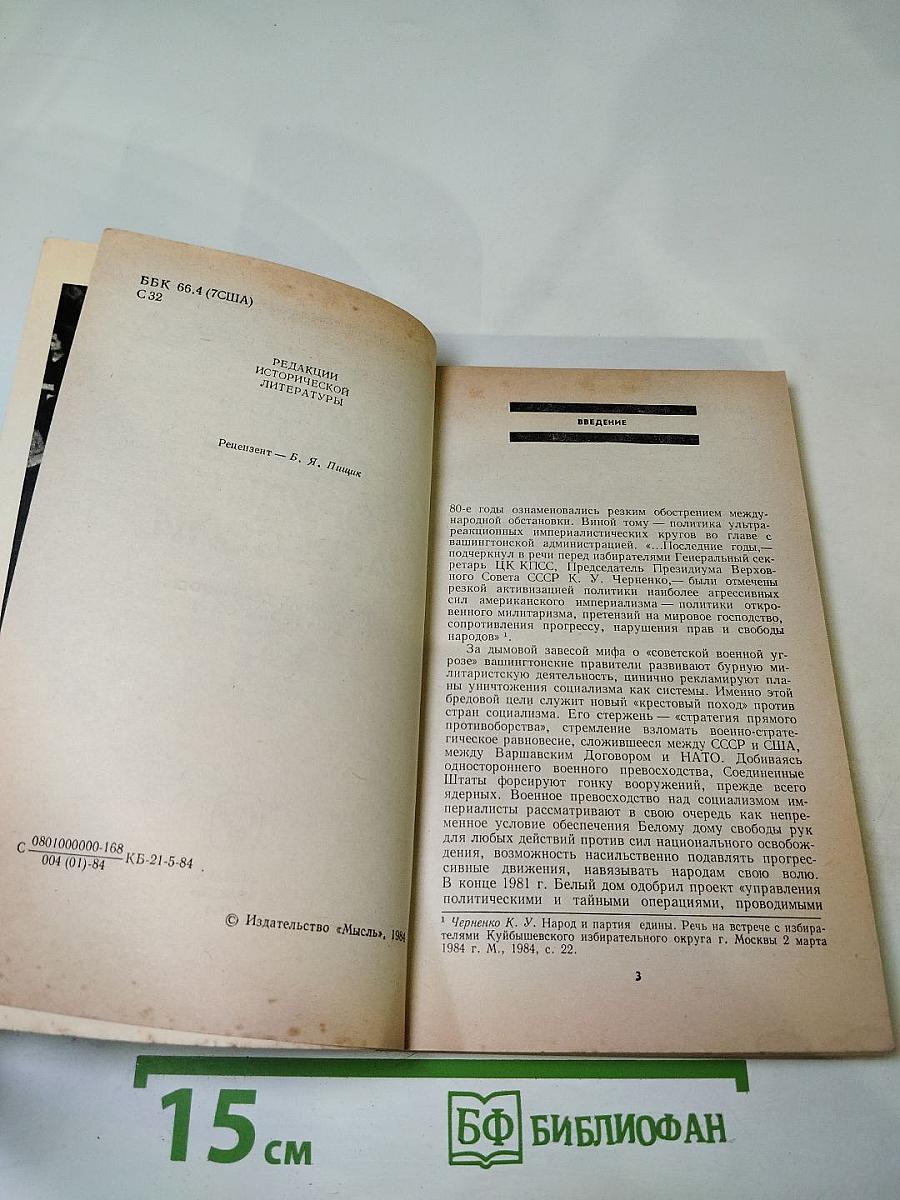 ББК 66.4 (7США)
С 32
РЕДАКЦИИ
ИСТОРИЧЕСКОЙ
ЛИТЕРАТУРЫ
Рецензент — Б. Я. Пищик
С 0801000000-168
004 (01)-84
КБ-21-5-84
© Издательство «Мысль», 1984
ВВЕДЕНИЕ
80-е годы ознаменовались резким обострением между-
народной обстановки. Виной тому — политика ультра-
реакционных империалистических кругов во главе с
вашингтонской администрацией. «...Последние годы,—
подчеркнул в речи перед избирателями Генеральный сек-
ретарь ЦК КПСС, Председатель Президиума Верхов-
ного Совета СССР К. У. Черненко,— были отмечены
резкой активизацией политики наиболее агрессивных
сил американского империализма — политики откро-
венного милитаризма, претензий на мировое господство,
сопротивления прогрессу, нарушения прав и свободы
народов» ¹.
За дымовой завесой мифа о «советской военной уг-
розе» вашингтонские правители развивают бурную ми-
литаристскую деятельность, цинично рекламируют пла-
ны уничтожения социализма как системы. Именно этой
бредовой цели служит новый «крестовый поход» против
стран социализма. Его стержень — «стратегия прямого
противоборства», стремление взломать военно-страте-
гическое равновесие, сложившееся между СССР и США,
между Варшавским Договором и НАТО. Добиваясь
одностороннего военного превосходства, Соединенные
Штаты форсируют гонку вооружений, прежде всего
ядерных. Военное превосходство над социализмом им-
периалисты рассматривают в свою очередь как непре-
менное условие обеспечения Белому дому свободы рук
для любых действий против сил национального освобож-
дения, возможность насильственно подавлять прогрес-
сивные движения, навязывать народам свою волю.
В конце 1981 г. Белый дом одобрил проект «управления
политическими и тайными операциями, проводимыми
¹ Черненко К. У. Народ и партия едины. Речь на встрече с избира-
телями Куйбышевского избирательного округа г. Москвы 2 марта
1984 г. М., 1984, с. 22.
3
15 см
БФ БИБЛИОФАН